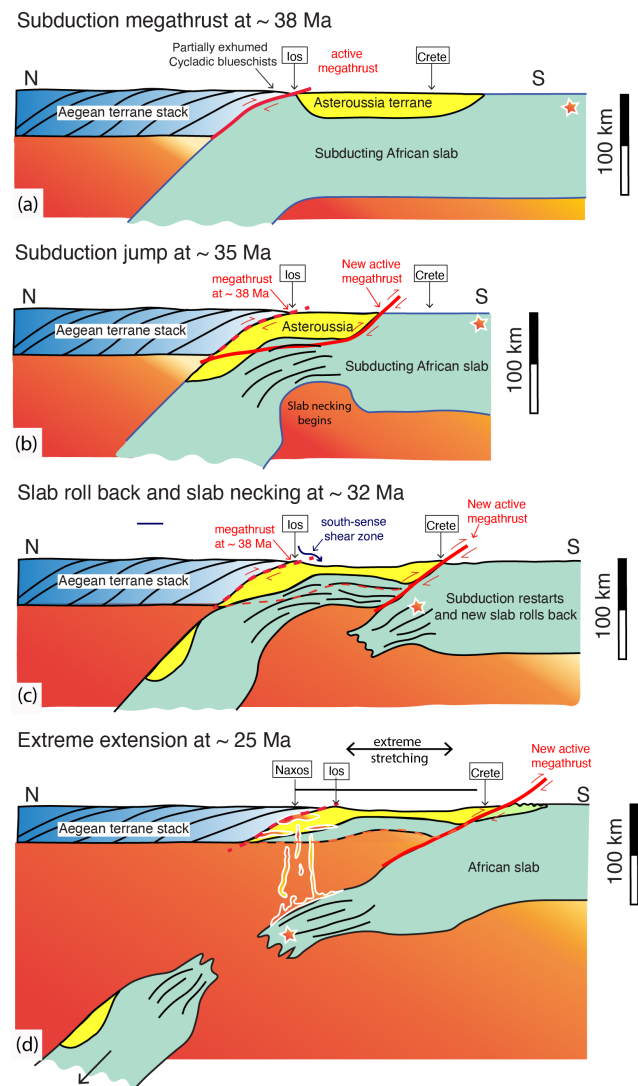 Subduction megathrust at ~ 38 Ma
Partially exhumed
Cycladic blueschists
Ios
active
megathrust
Crete
N
S
Aegean terrane stack
Asteroussia terrane
Subducting African slab
100 km
(a)
Subduction jump at ~ 35 Ma
N
megathrust
at ~ 38 Ma
Ios
New active
megathrust
Crete
S
Aegean terrane stack
Asteroussia
Subducting African slab
100 km
Slab necking
begins
(b)
Slab roll back and slab necking at ~ 32 Ma
N
megathrust
at ~ 38 Ma
Ios
south-sense
shear zone
Crete
New active
megathrust
S
Aegean terrane stack
Subduction restarts
and new slab rolls back
100 km
(c)
Extreme extension at ~ 25 Ma
extreme
stretching
New active
megathrust
N
Naxos
Ios
Crete
S
Aegean terrane stack
African slab
100 km
(d)